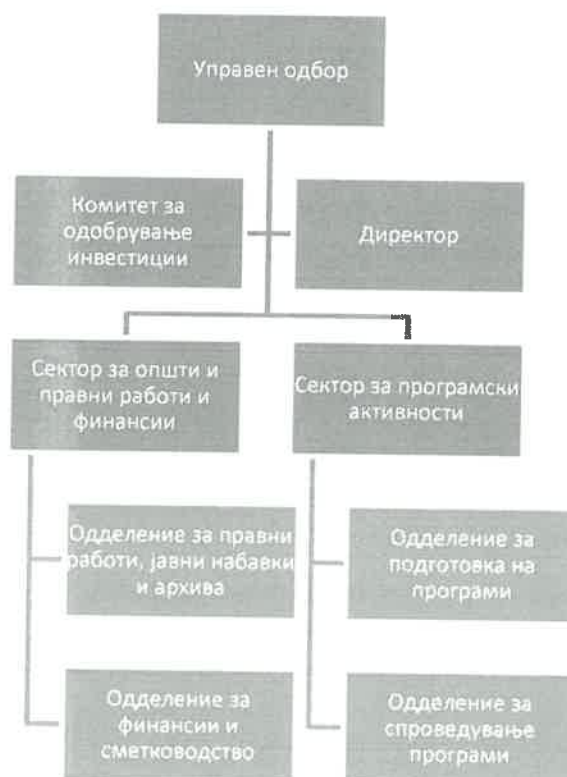 Управен одбор
Комитет за
одобрување
инвестиции
Директор
Сектор за општи и
правни работи и
финансии
Сектор за програмски
активности
Одделение за правни
работи, јавни набавки
и архива
Одделение за
подготовка на
програми
Одделение за
финансии и
сметководство
Одделение за
спроведување
програми